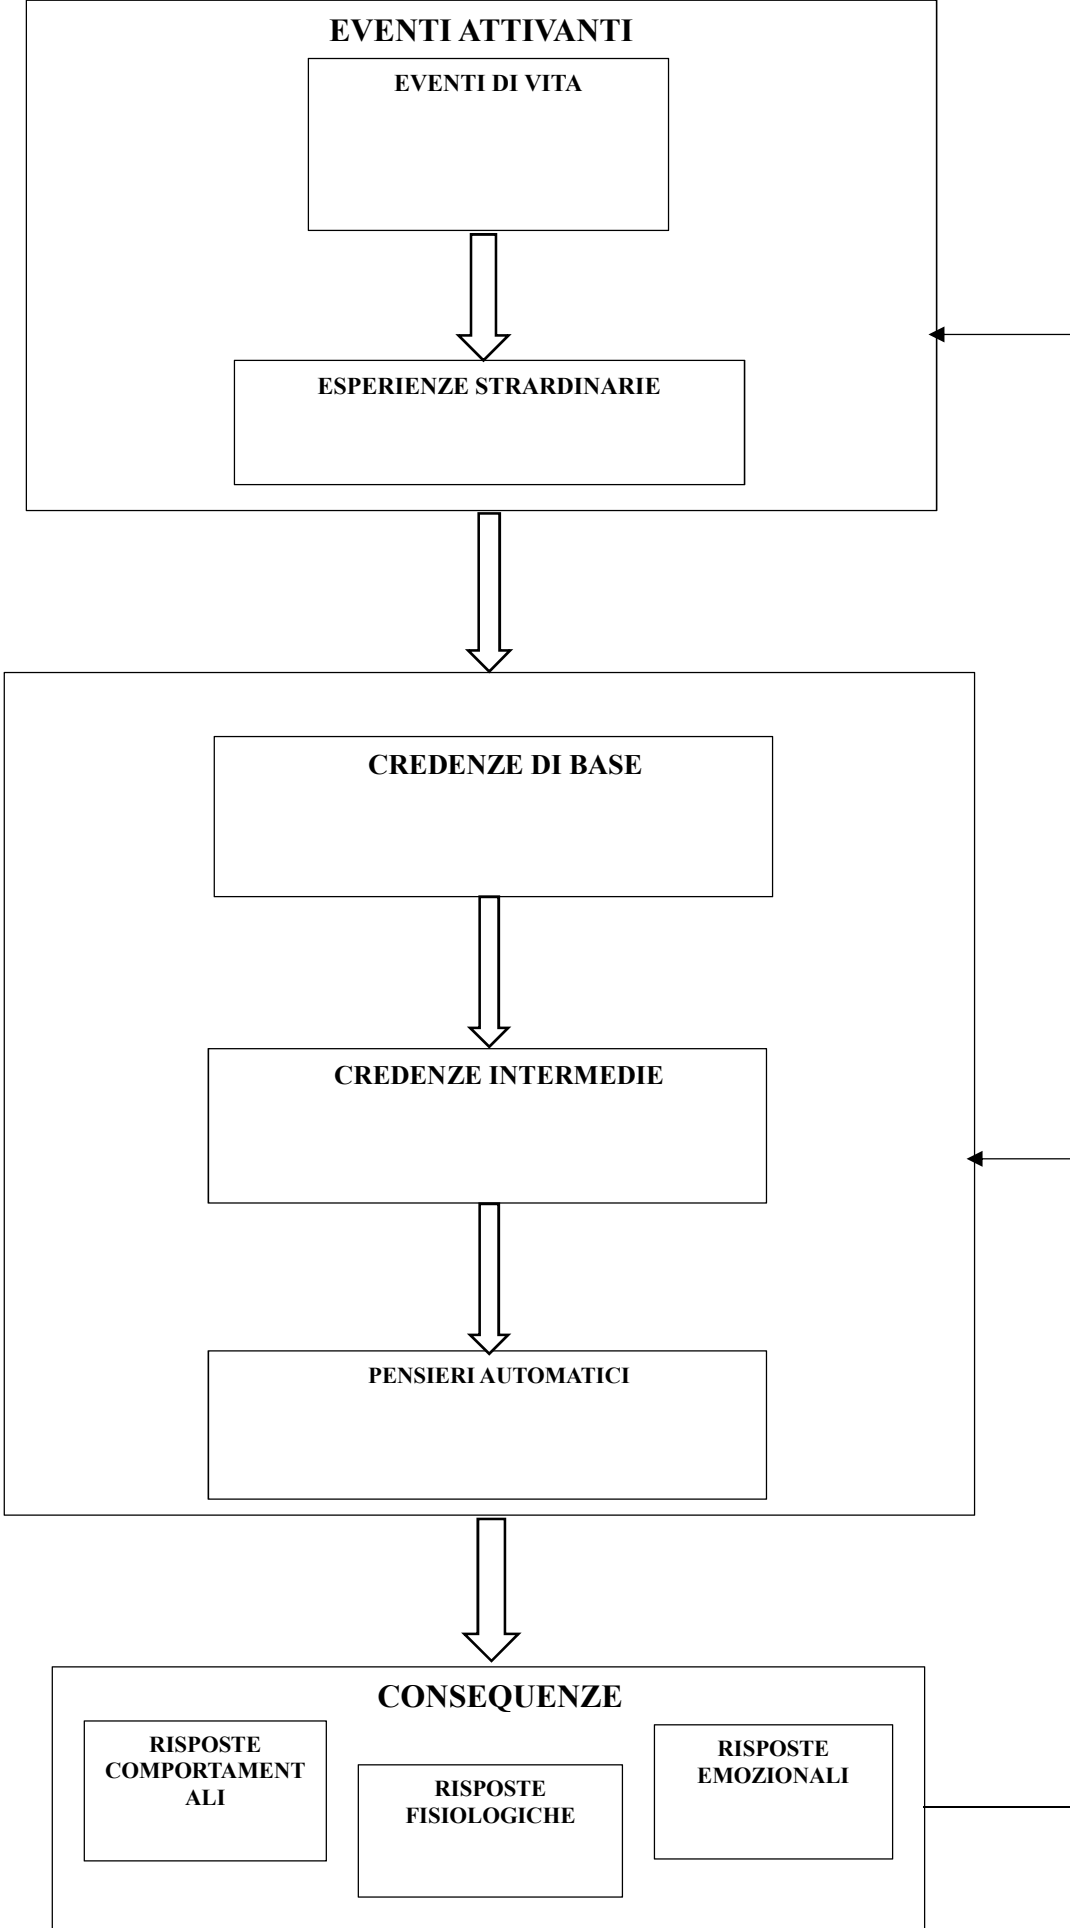 EVENTI ATTIVANTI
EVENTI DI VITA
ESPERIENZE STRARDINARIE
CREDENZE DI BASE
CREDENZE INTERMEDIE
PENSIERI AUTOMATICI
CONSEQUENZE
RISPOSTE
COMPORTAMENT
ALI
RISPOSTE
FISIOLOGICHE
RISPOSTE
EMOZIONALI